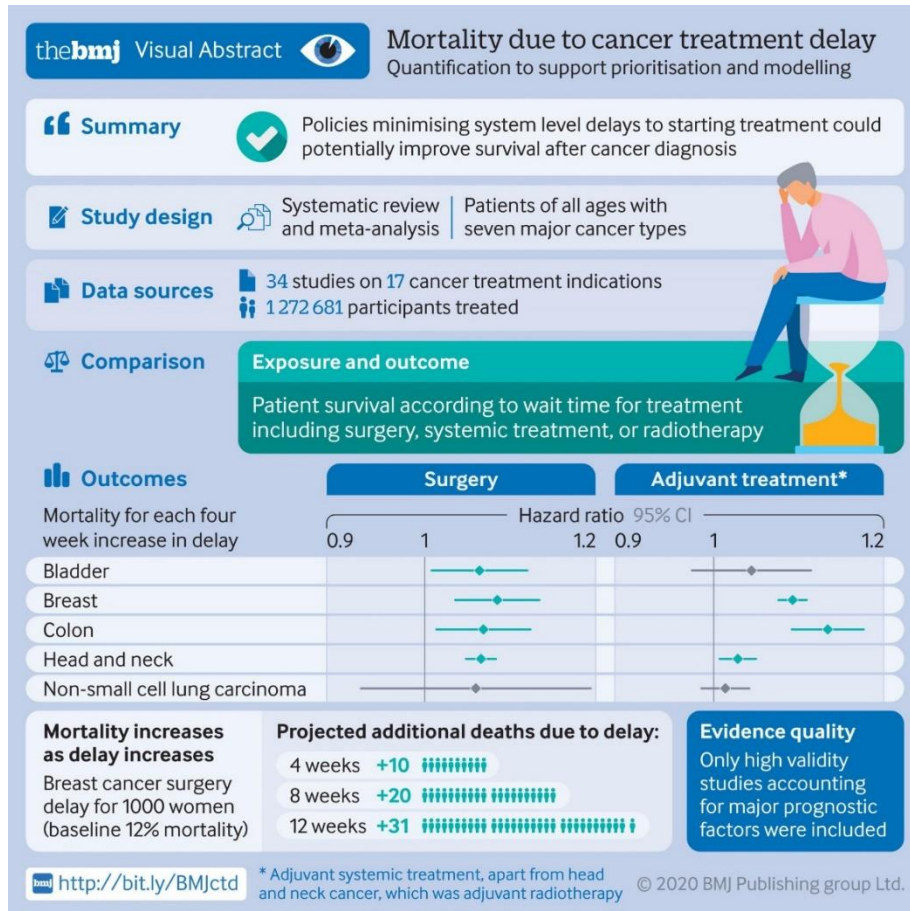 thebmj Visual Abstract
Mortality due to cancer treatment delay
Quantification to support prioritisation and modelling
Summary
Policies minimising system level delays to starting treatment could
potentially improve survival after cancer diagnosis
Study design
Systematic review
and meta-analysis
Patients of all ages with
seven major cancer types
Data sources
34 studies on 17 cancer treatment indications
1 272 681 participants treated
Comparison
Exposure and outcome
Patient survival according to wait time for treatment
including surgery, systemic treatment, or radiotherapy
Outcomes
Surgery
Adjuvant treatment*
Mortality for each four
week increase in delay
Hazard ratio 95% CI
0.9 1 1.2 0.9 1 1.2
Bladder
Breast
Colon
Head and neck
Non-small cell lung carcinoma
Mortality increases
as delay increases
Breast cancer surgery
delay for 1000 women
(baseline 12% mortality)
Projected additional deaths due to delay:
4 weeks +10
8 weeks +20
12 weeks +31
Evidence quality
Only high validity
studies accounting
for major prognostic
factors were included
bmj http://bit.ly/BMJctd
* Adjuvant systemic treatment, apart from head
and neck cancer, which was adjuvant radiotherapy
© 2020 BMJ Publishing group Ltd.